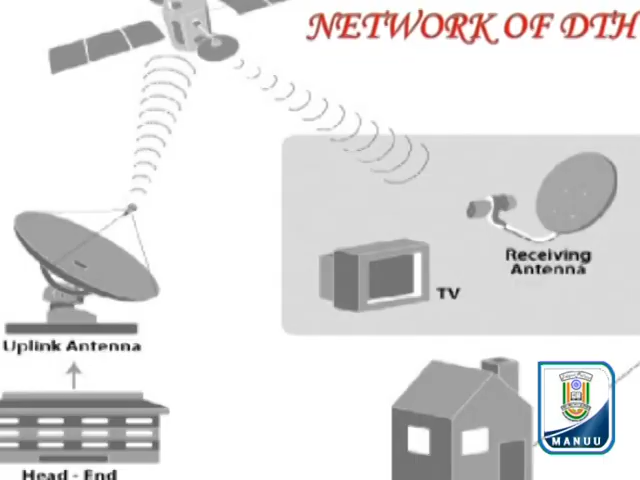 NETWORK OF DTH
Receiving
Antenna
TV
Uplink Antenna
Head - End
MANUU